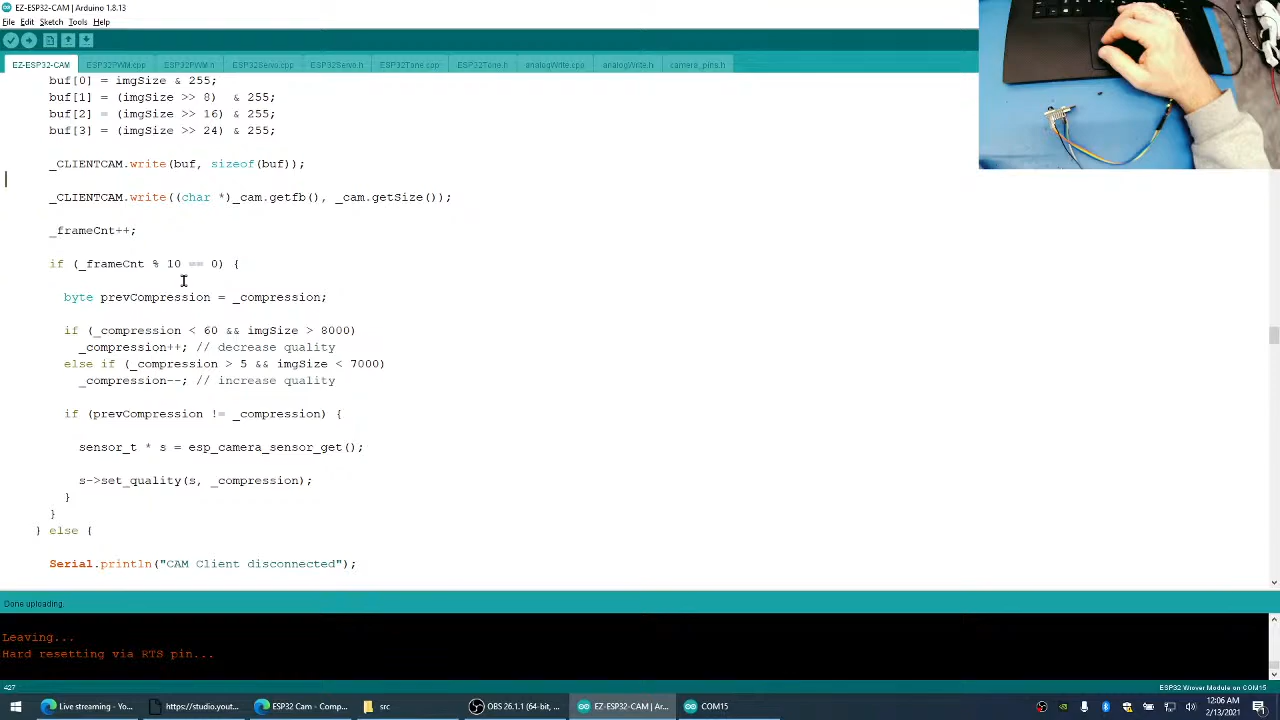 EZ-ESP32-CAM | Arduino 1.8.13
File Edit Sketch Tools Help
EZ-ESP32-CAM ESP32PWM.cpp ESP32PWM.h ESP32Servo.cpp ESP32Servo.h ESP32Tone.cpp ESP32Tone.h analogWrite.cpp analogWrite.h camera_pins.h
buf[0] = imgSize & 255;
buf[1] = (imgSize >> 8) & 255;
buf[2] = (imgSize >> 16) & 255;
buf[3] = (imgSize >> 24) & 255;
_CLIENTCAM.write(buf, sizeof(buf));
_CLIENTCAM.write((char *)_cam.getfb(), _cam.getSize());
_frameCnt++;
if (_frameCnt % 10 == 0) {
byte prevCompression = _compression;
if (_compression < 60 && imgSize > 8000)
_compression++; // decrease quality
else if (_compression > 5 && imgSize < 7000)
_compression--; // increase quality
if (prevCompression != _compression) {
sensor_t * s = esp_camera_sensor_get();
s->set_quality(s, _compression);
}
}
} else {
Serial.println("CAM Client disconnected");
Done uploading.
Leaving...
Hard resetting via RTS pin...
427 ESP32 Wrover Module on COM15
Live streaming - Yo... https://studio.yout... ESP32 Cam - Comp... src OBS 26.1.1 (64-bit, ... EZ-ESP32-CAM | Ar... COM15 12:06 AM
2/13/2021